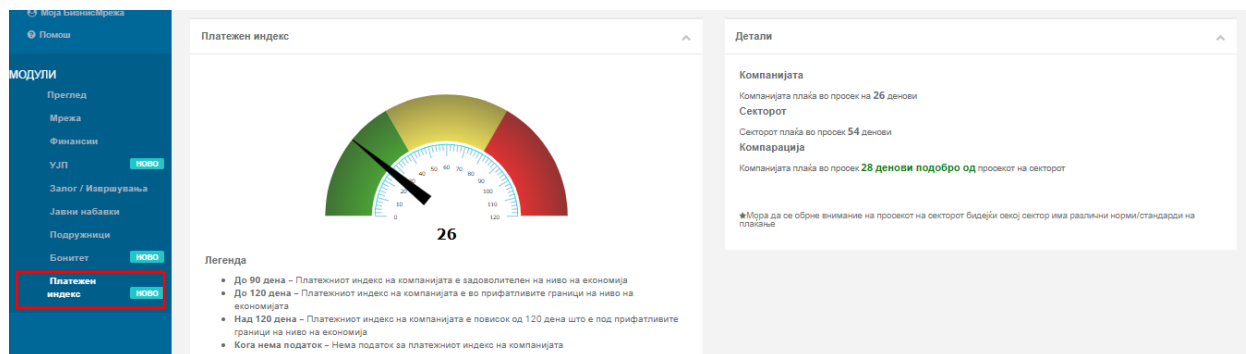 Моја БизнисМрежа
Помош
МОДУЛИ
Преглед
Мрежа
Финансии
УЈП НОВО
Залог / Извршувања
Јавни набавки
Подружници
Бонитет НОВО
Платежен
индекс НОВО
Платежен индекс
0
10
20
40
50
60
70
90
100
110
120
26
Легенда
До 90 дена – Платежниот индекс на компанијата е задоволителен на ниво на економија
До 120 дена – Платежниот индекс на компанијата е во прифатливите граници на ниво на
економијата
Над 120 дена – Платежниот индекс на компанијата е повисок од 120 дена што е под прифатливите
граници на ниво на економија
Кога нема податок – Нема податок за платежниот индекс на компанијата
Детали
Компанијата
Компанијата плаќа во просек на 26 денови
Секторот
Секторот плаќа во просек 54 денови
Компарација
Компанијата плаќа во просек 28 денови подобро од просекот на секторот
★Мора да се обрне внимание на просекот на секторот бидејќи секој сектор има различни норми/стандарди на
плаќање